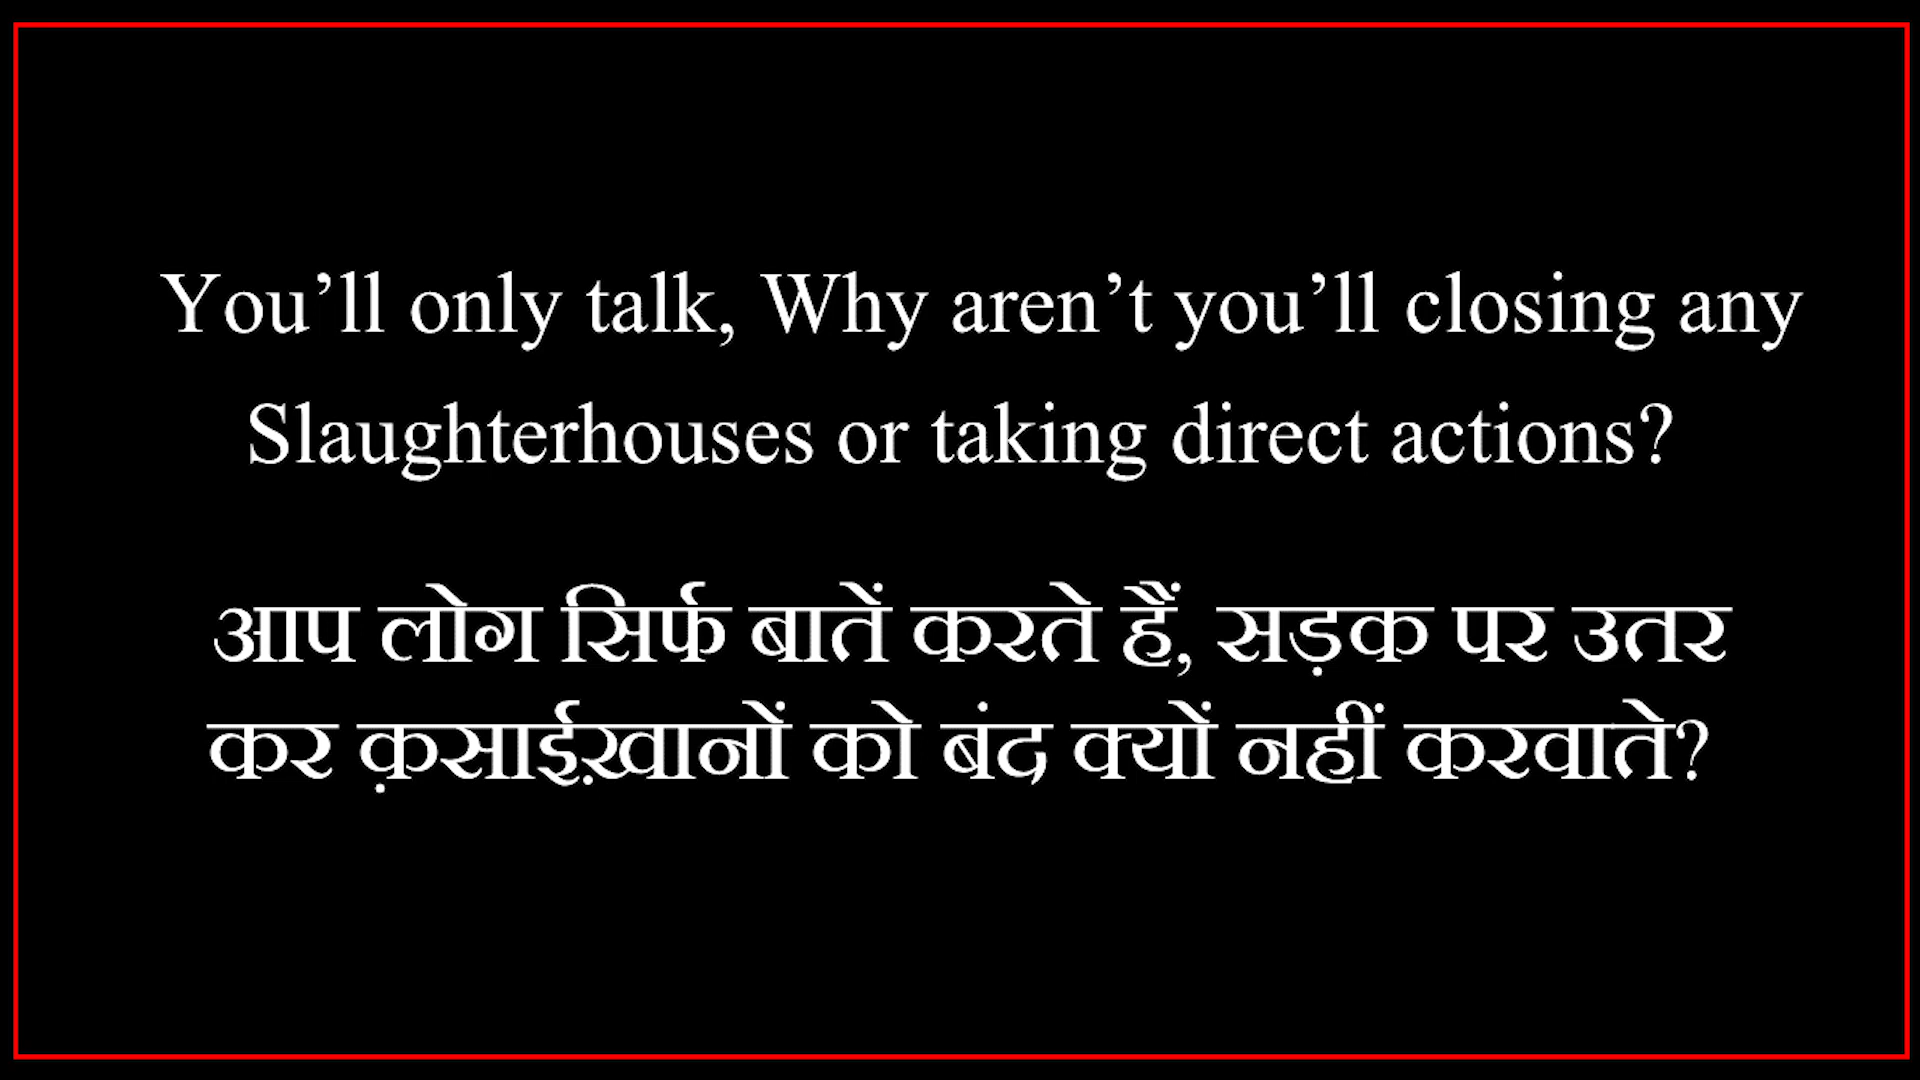 You’ll only talk, Why aren’t you’ll closing any
Slaughterhouses or taking direct actions?
आप लोग सिर्फ बातें करते हैं, सड़क पर उतर
कर क़साईख़ानों को बंद क्यों नहीं करवाते?